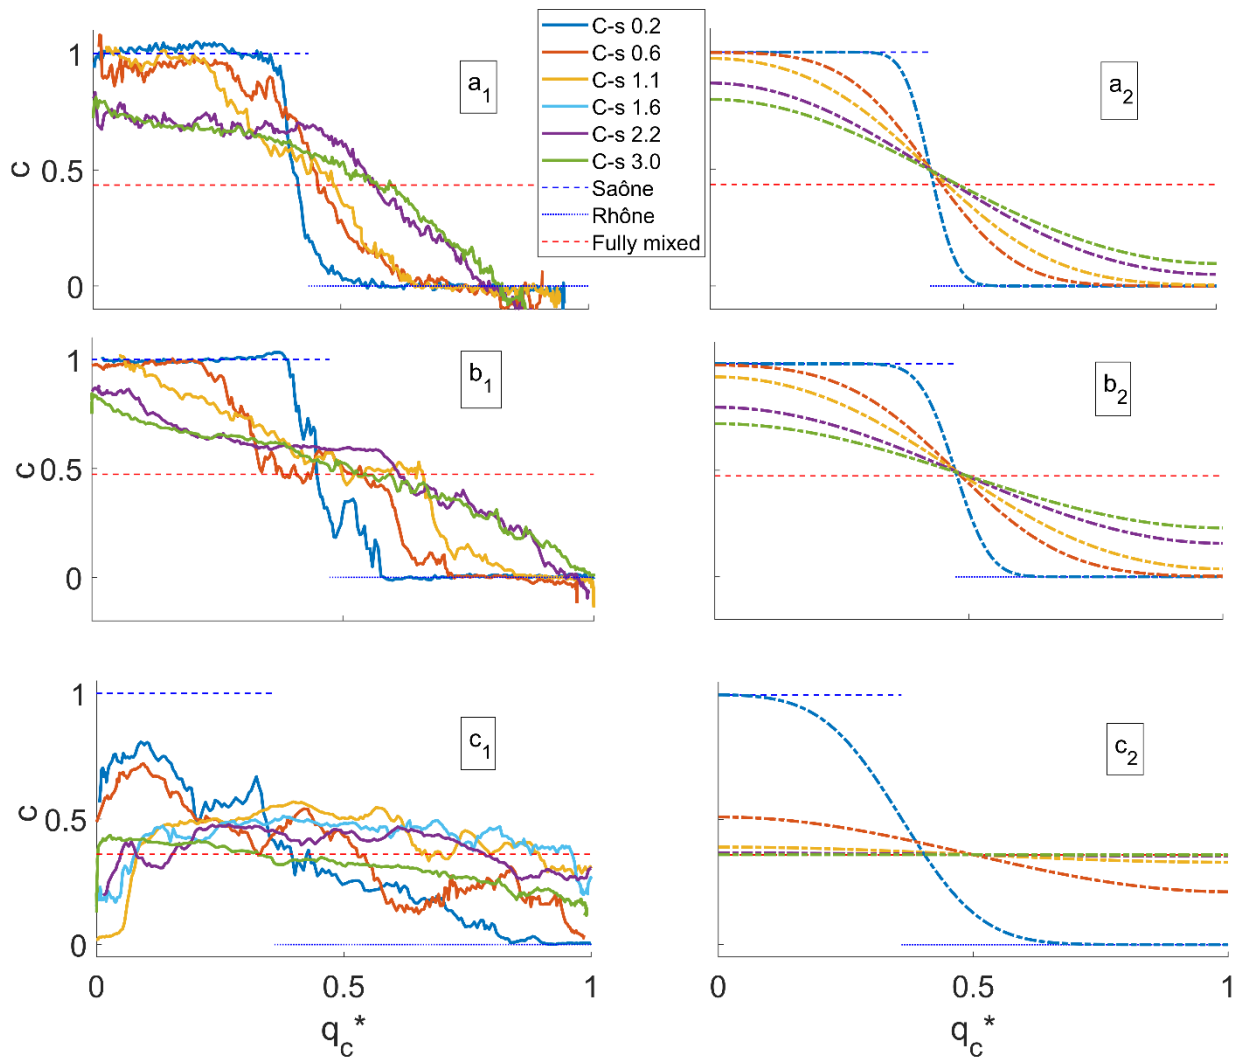 C-s 0.2
C-s 0.6
C-s 1.1
C-s 1.6
C-s 2.2
C-s 3.0
Saône
Rhône
Fully mixed
c
1
0.5
0
a1
a2
c
1
0.5
0
b1
b2
c
1
0.5
0
c1
c2
0
0.5
1
qc*
0
0.5
1
qc*